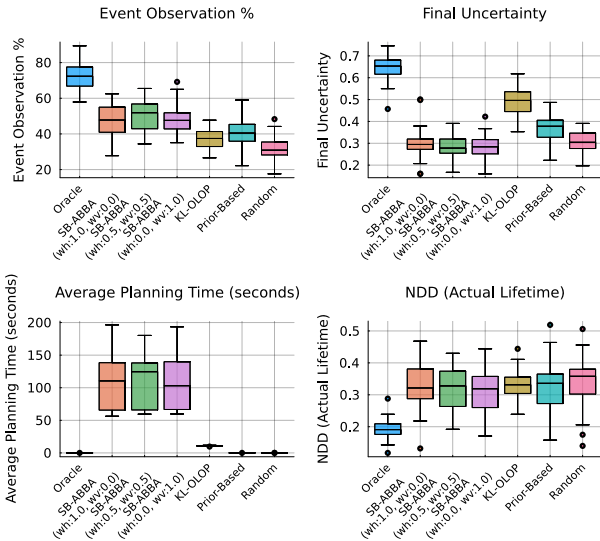 Event Observation %
Event Observation %
80
60
40
20
Oracle
SB-ABBA
(wh:1.0, wv:0.0)
SB-ABBA
(wh:0.5, wv:0.5)
SB-ABBA
(wh:0.0, wv:1.0)
KL-OLOP
Prior-Based
Random
Final Uncertainty
Final Uncertainty
0.7
0.6
0.5
0.4
0.3
0.2
Oracle
SB-ABBA
(wh:1.0, wv:0.0)
SB-ABBA
(wh:0.5, wv:0.5)
SB-ABBA
(wh:0.0, wv:1.0)
KL-OLOP
Prior-Based
Random
Average Planning Time (seconds)
Average Planning Time (seconds)
200
150
100
50
0
Oracle
SB-ABBA
(wh:1.0, wv:0.0)
SB-ABBA
(wh:0.5, wv:0.5)
SB-ABBA
(wh:0.0, wv:1.0)
KL-OLOP
Prior-Based
Random
NDD (Actual Lifetime)
NDD (Actual Lifetime)
0.5
0.4
0.3
0.2
Oracle
SB-ABBA
(wh:1.0, wv:0.0)
SB-ABBA
(wh:0.5, wv:0.5)
SB-ABBA
(wh:0.0, wv:1.0)
KL-OLOP
Prior-Based
Random